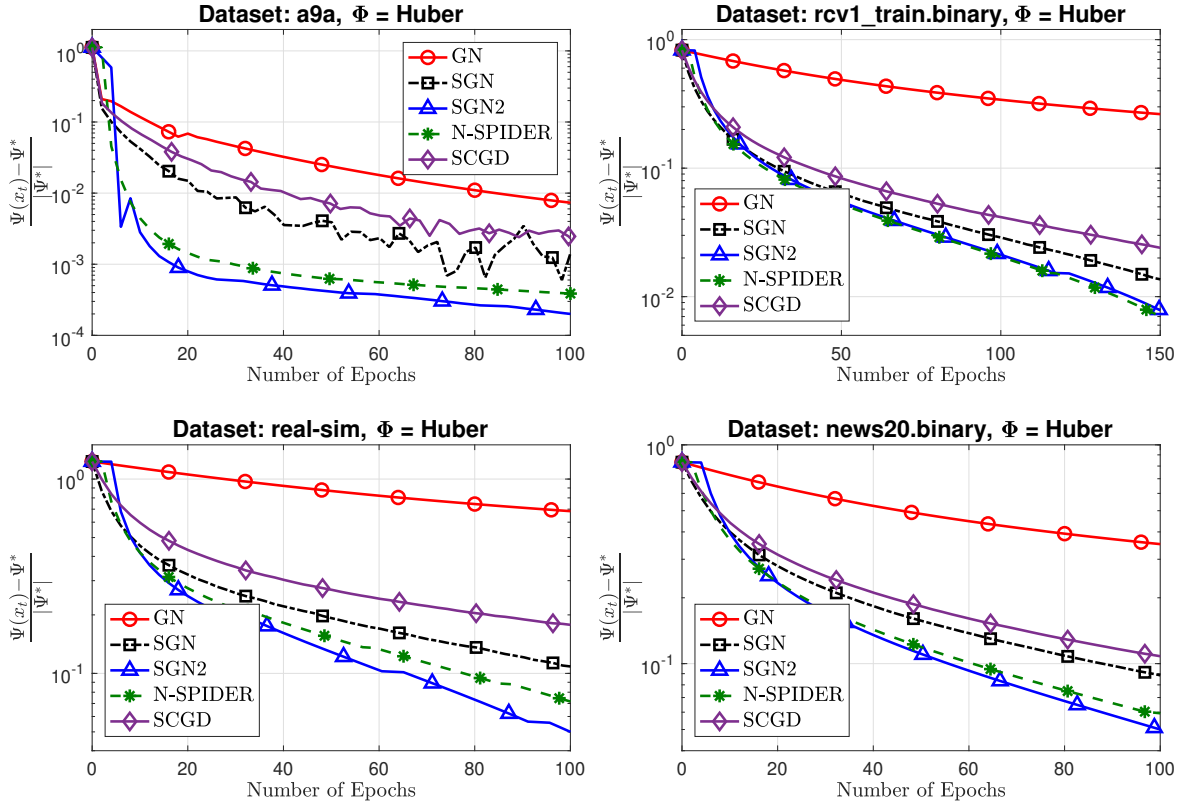 Dataset: a9a, Φ = Huber
10^0
10^-1
10^-2
10^-3
10^-4
Ψ(x_t)−Ψ*
|Ψ*|
GN
SGN
SGN2
N-SPIDER
SCGD
0 20 40 60 80 100
Number of Epochs
Dataset: rcv1_train.binary, Φ = Huber
10^0
10^-1
10^-2
Ψ(x_t)−Ψ*
|Ψ*|
GN
SGN
SGN2
N-SPIDER
SCGD
0 50 100 150
Number of Epochs
Dataset: real-sim, Φ = Huber
10^0
10^-1
Ψ(x_t)−Ψ*
|Ψ*|
GN
SGN
SGN2
N-SPIDER
SCGD
0 20 40 60 80 100
Number of Epochs
Dataset: news20.binary, Φ = Huber
10^0
10^-1
Ψ(x_t)−Ψ*
|Ψ*|
GN
SGN
SGN2
N-SPIDER
SCGD
0 20 40 60 80 100
Number of Epochs